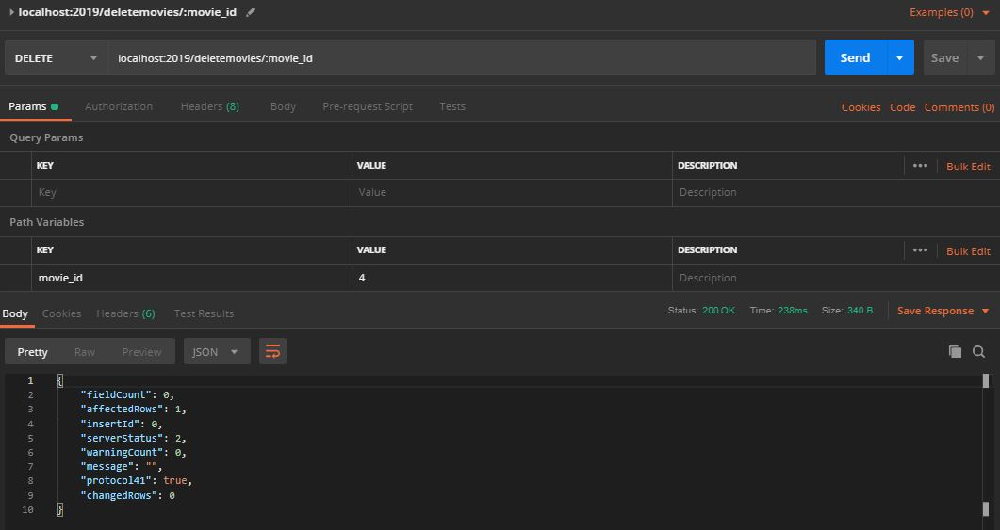 localhost:2019/deletemovies/:movie_id Examples (0)
DELETE localhost:2019/deletemovies/:movie_id Send Save
Params Authorization Headers (8) Body Pre-request Script Tests Cookies Code Comments (0)
Query Params
KEY VALUE DESCRIPTION ••• Bulk Edit
Key Value Description
Path Variables
KEY VALUE DESCRIPTION ••• Bulk Edit
movie_id 4 Description
Body Cookies Headers (6) Test Results Status: 200 OK Time: 238ms Size: 340 B Save Response
Pretty Raw Preview JSON
1 {
2 "fieldCount": 0,
3 "affectedRows": 1,
4 "insertId": 0,
5 "serverStatus": 2,
6 "warningCount": 0,
7 "message": "",
8 "protocol41": true,
9 "changedRows": 0
10 }